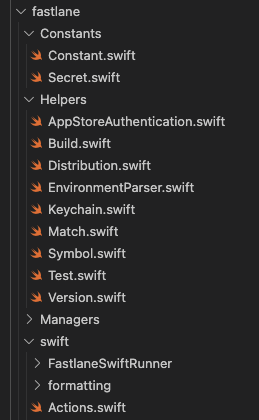 fastlane
Constants
Constant.swift
Secret.swift
Helpers
AppStoreAuthentication.swift
Build.swift
Distribution.swift
EnvironmentParser.swift
Keychain.swift
Match.swift
Symbol.swift
Test.swift
Version.swift
Managers
swift
FastlaneSwiftRunner
formatting
Actions.swift